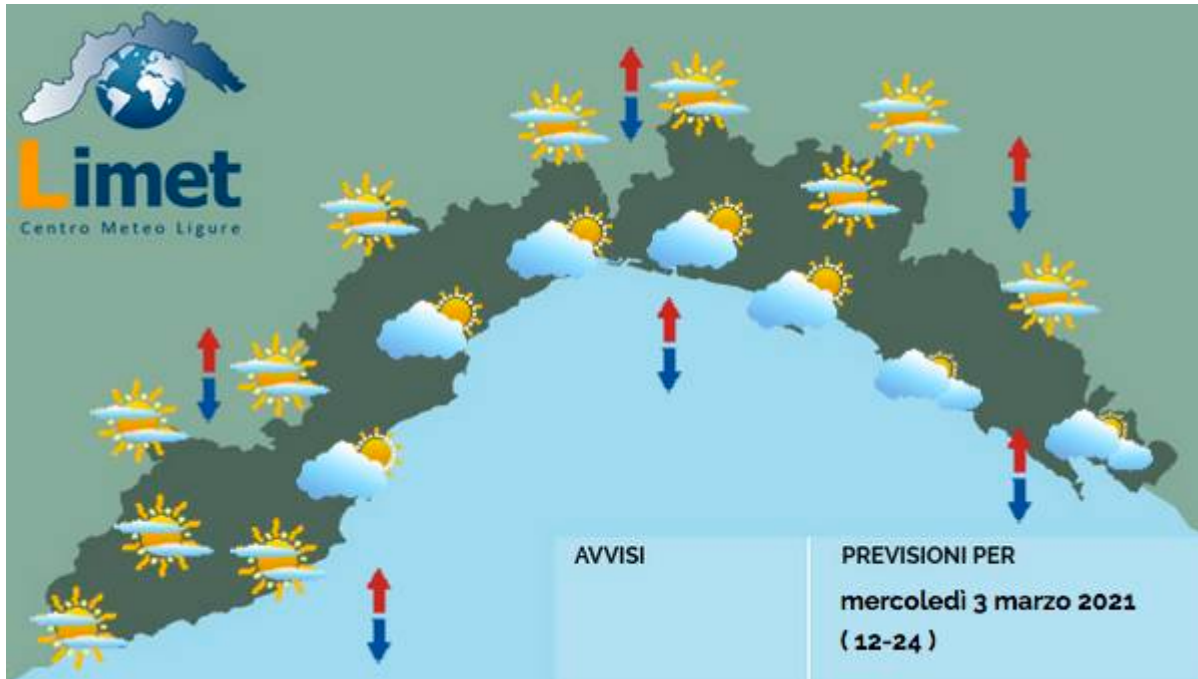 Limet
Centro Meteo Ligure
AVVISI
PREVISIONI PER
mercoledì 3 marzo 2021
( 12-24 )